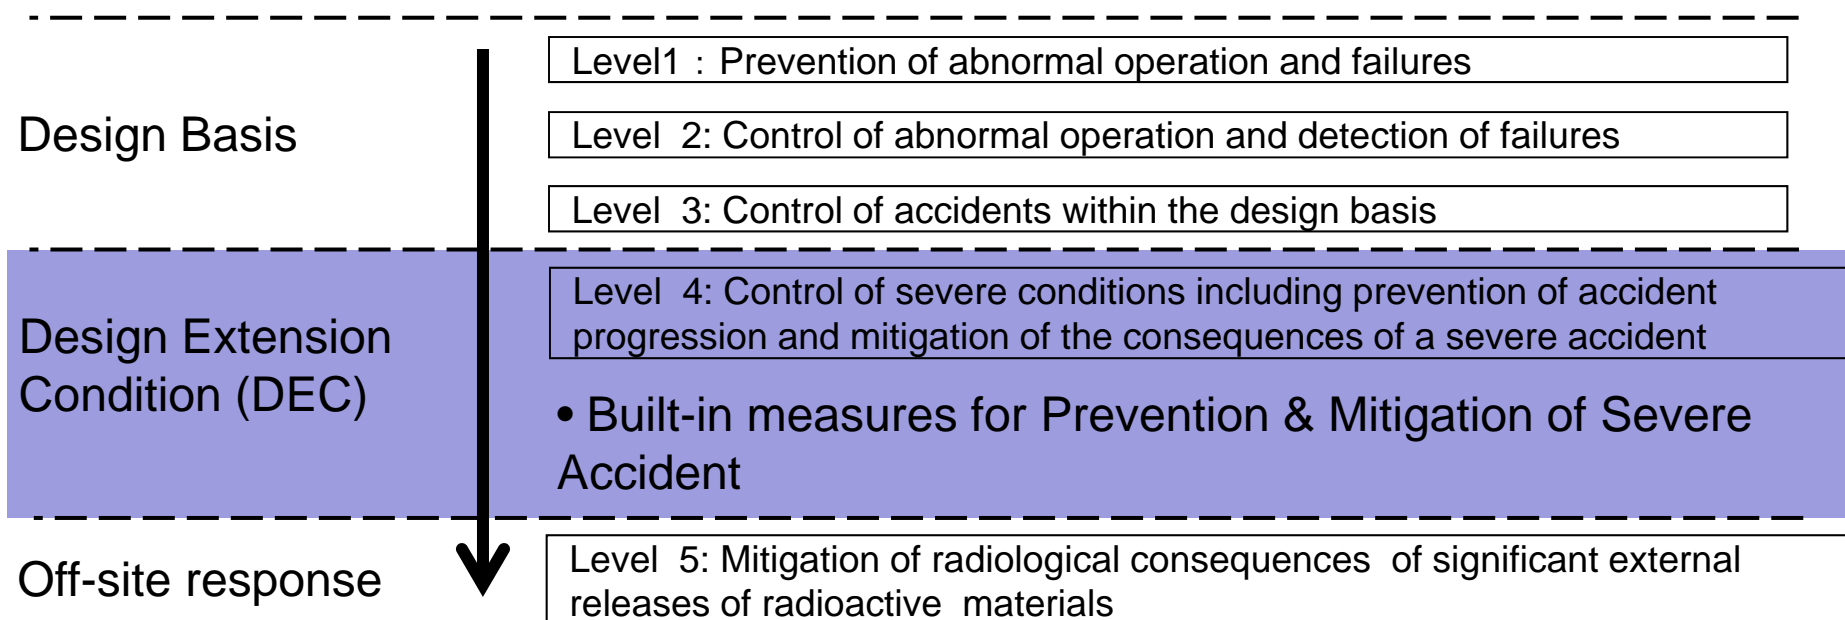 Level1 : Prevention of abnormal operation and failures
Design Basis
Level 2: Control of abnormal operation and detection of failures
Level 3: Control of accidents within the design basis
Design Extension
Condition (DEC)
Level 4: Control of severe conditions including prevention of accident
progression and mitigation of the consequences of a severe accident
• Built-in measures for Prevention & Mitigation of Severe
Accident
Off-site response
Level 5: Mitigation of radiological consequences of significant external
releases of radioactive materials